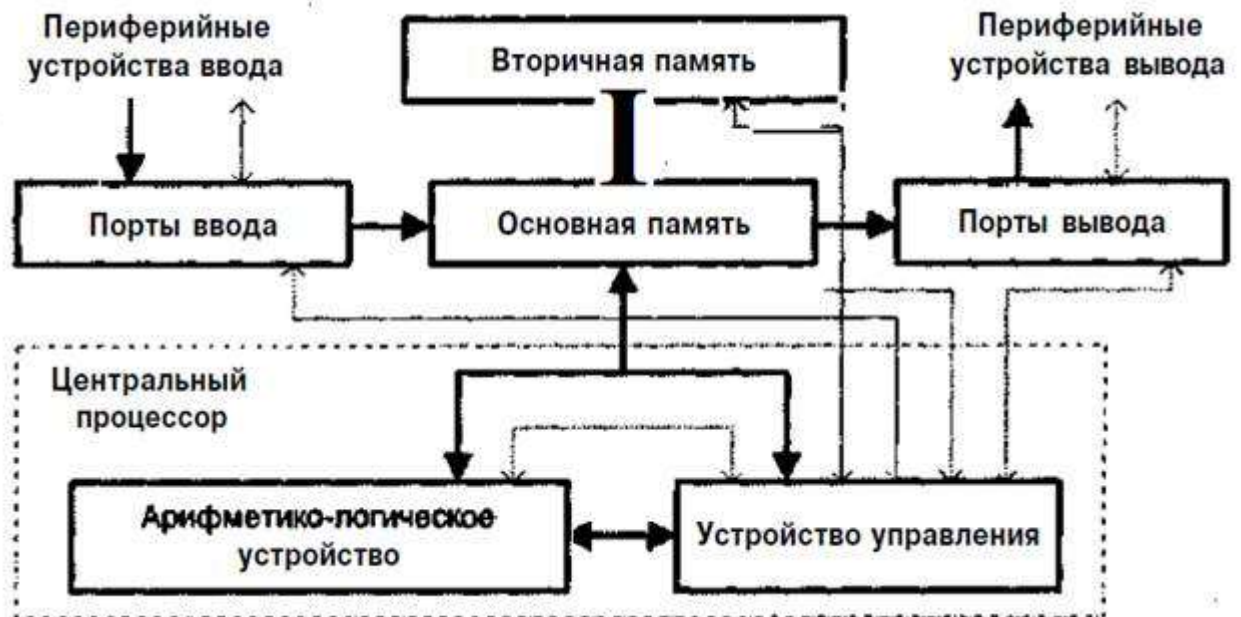 Периферийные
устройства ввода
Вторичная память
Периферийные
устройства вывода
Порты ввода
Основная память
Порты вывода
Центральный
процессор
Арифметико-логическое
устройство
Устройство управления